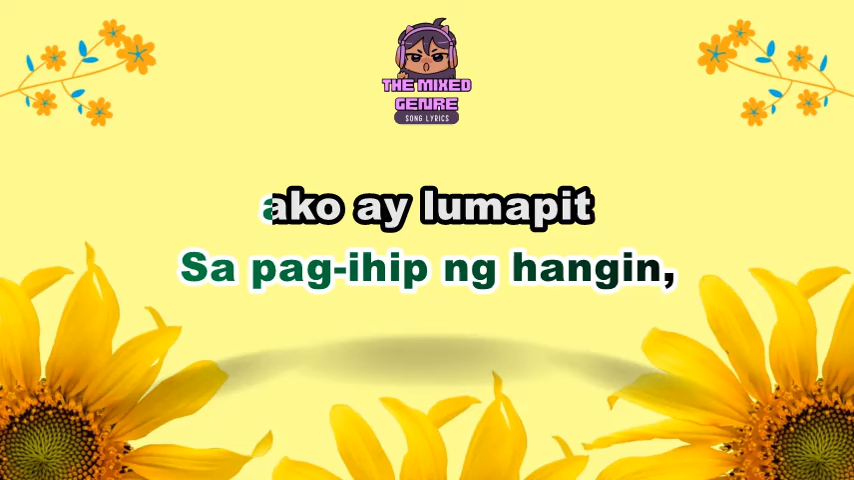 THE MIXED
GENRE
SONG LYRICS
ako ay lumapit
Sa pag-ihip ng hangin,